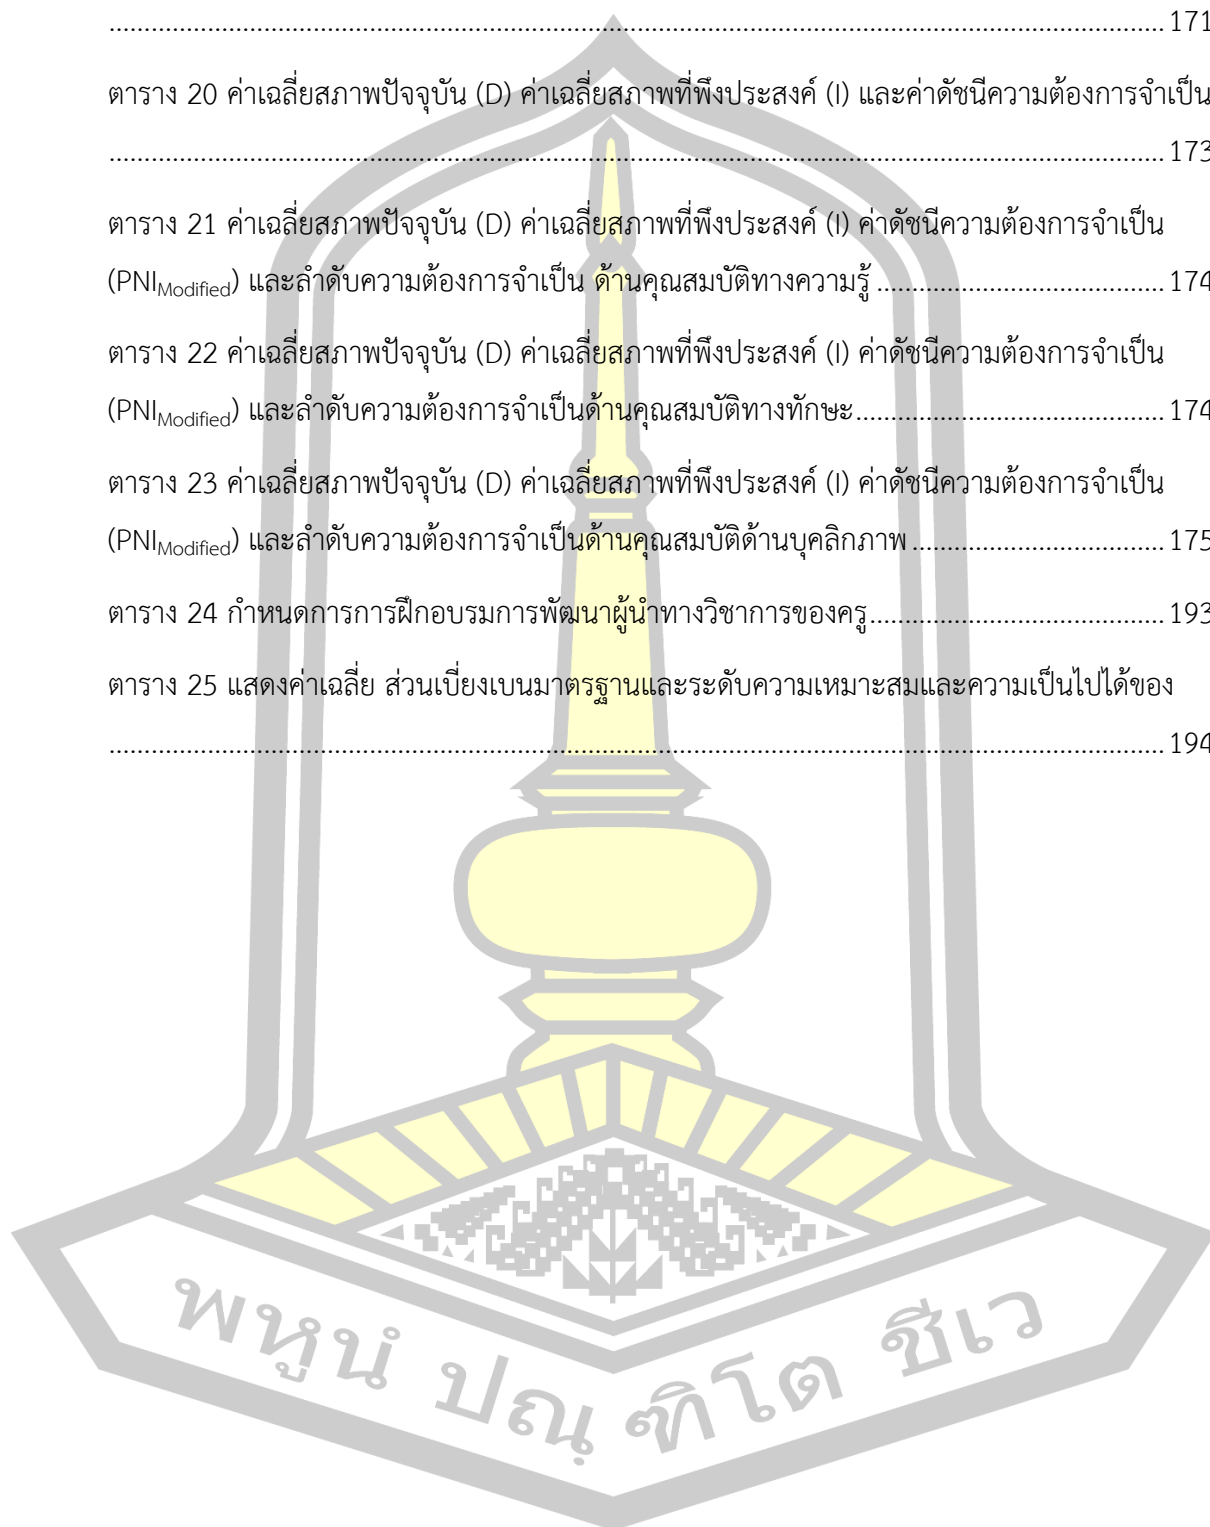 ........................................................................................................................................................ 171
ตาราง 20 ค่าเฉลี่ยสภาพปัจจุบัน (D) ค่าเฉลี่ยสภาพที่พึงประสงค์ (I) และค่าดัชนีความต้องการจำเป็น
........................................................................................................................................................ 173
ตาราง 21 ค่าเฉลี่ยสภาพปัจจุบัน (D) ค่าเฉลี่ยสภาพที่พึงประสงค์ (I) ค่าดัชนีความต้องการจำเป็น
(PNIModified) และลำดับความต้องการจำเป็น ด้านคุณสมบัติทางความรู้ ......................................... 174
ตาราง 22 ค่าเฉลี่ยสภาพปัจจุบัน (D) ค่าเฉลี่ยสภาพที่พึงประสงค์ (I) ค่าดัชนีความต้องการจำเป็น
(PNIModified) และลำดับความต้องการจำเป็นด้านคุณสมบัติทางทักษะ............................................ 174
ตาราง 23 ค่าเฉลี่ยสภาพปัจจุบัน (D) ค่าเฉลี่ยสภาพที่พึงประสงค์ (I) ค่าดัชนีความต้องการจำเป็น
(PNIModified) และลำดับความต้องการจำเป็นด้านคุณสมบัติด้านบุคลิกภาพ .................................... 175
ตาราง 24 กำหนดการการฝึกอบรมการพัฒนาผู้นำทางวิชาการของครู.......................................... 193
ตาราง 25 แสดงค่าเฉลี่ย ส่วนเบี่ยงเบนมาตรฐานและระดับความเหมาะสมและความเป็นไปได้ของ
........................................................................................................................................................ 194
พหูนํ ปณฺฑิโต ชีเว